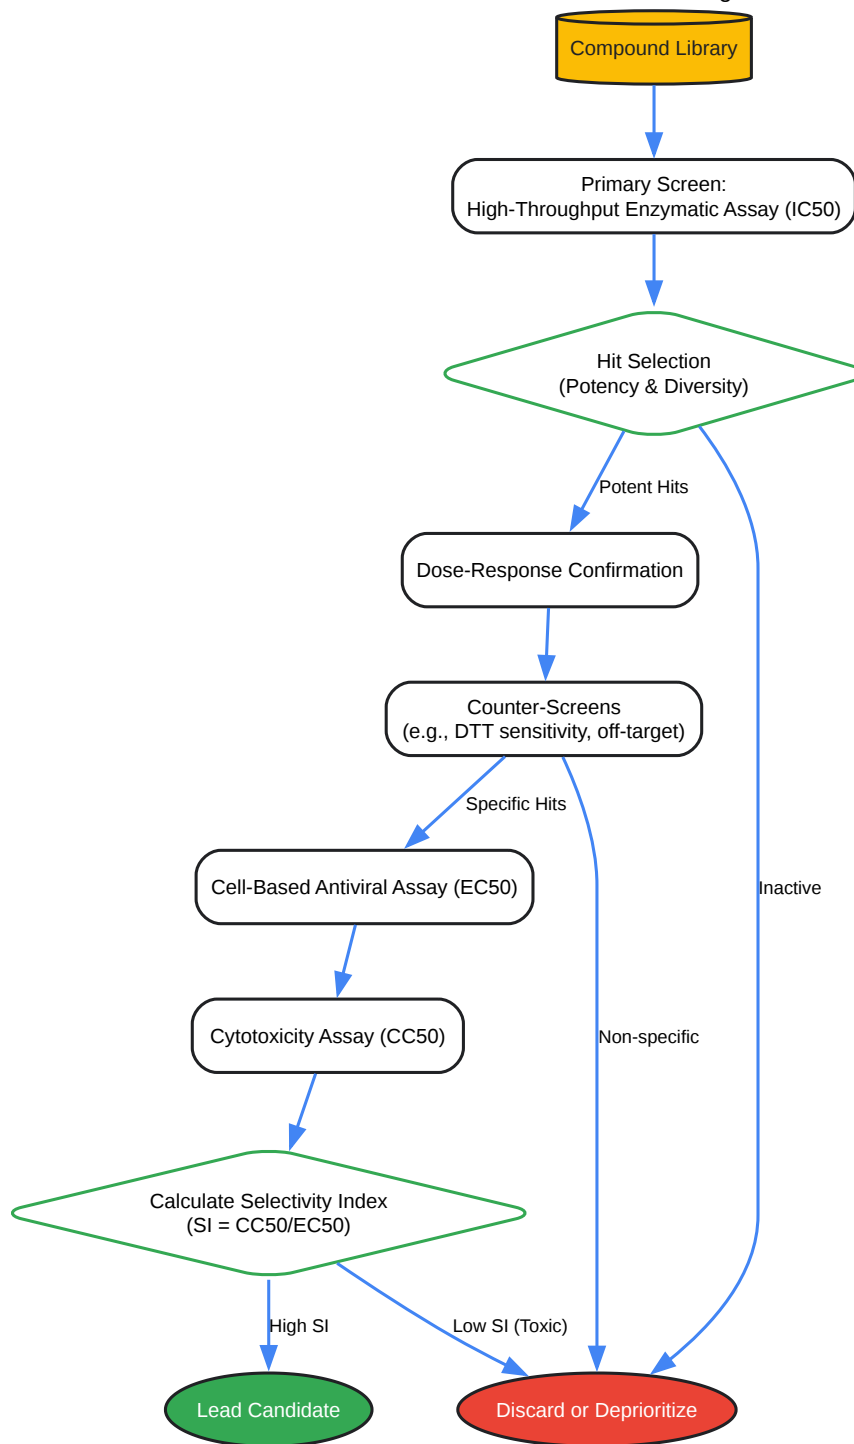 Compound Library
Primary Screen:
High-Throughput Enzymatic Assay (IC50)
Hit Selection
(Potency & Diversity)
Potent Hits
Dose-Response Confirmation
Counter-Screens
(e.g., DTT sensitivity, off-target)
Specific Hits
Cell-Based Antiviral Assay (EC50)
Inactive
Cytotoxicity Assay (CC50)
Non-specific
Calculate Selectivity Index
(SI = CC50/EC50)
High SI
Low SI (Toxic)
Lead Candidate
Discard or Deprioritize